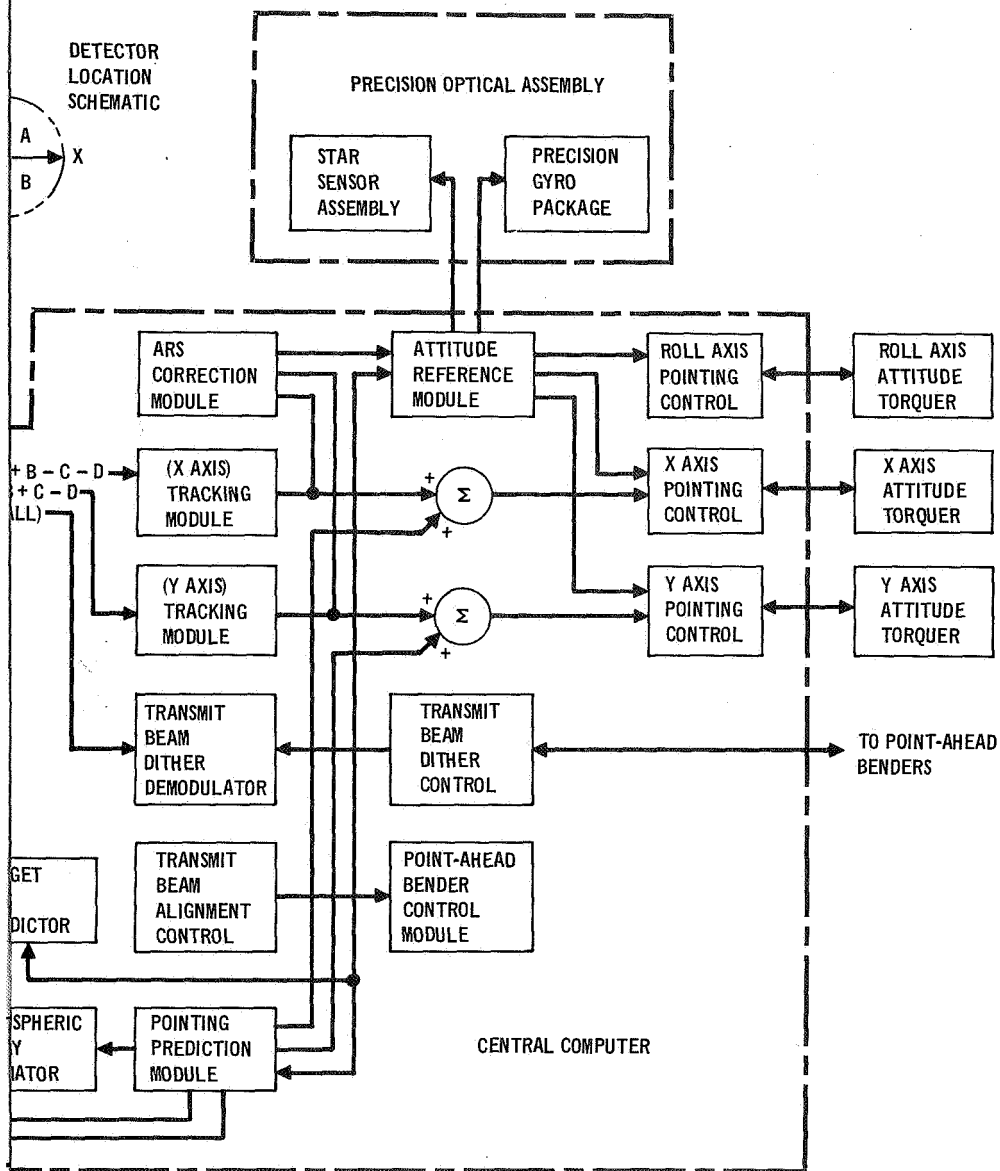 DETECTOR
LOCATION
SCHEMATIC
A
X
B
PRECISION OPTICAL ASSEMBLY
STAR
SENSOR
ASSEMBLY
PRECISION
GYRO
PACKAGE
ARS
CORRECTION
MODULE
ATTITUDE
REFERENCE
MODULE
ROLL AXIS
POINTING
CONTROL
ROLL AXIS
ATTITUDE
TORQUER
+ B – C – D
+ C – D
(X AXIS)
TRACKING
MODULE
+
Σ
+
X AXIS
POINTING
CONTROL
X AXIS
ATTITUDE
TORQUER
(Y AXIS)
TRACKING
MODULE
+
Σ
+
Y AXIS
POINTING
CONTROL
Y AXIS
ATTITUDE
TORQUER
TRANSMIT
BEAM
DITHER
DEMODULATOR
TRANSMIT
BEAM
DITHER
CONTROL
TO POINT-AHEAD
BENDERS
GET
DICTOR
TRANSMIT
BEAM
ALIGNMENT
CONTROL
POINT-AHEAD
BENDER
CONTROL
MODULE
SPHERIC
Y
ATOR
POINTING
PREDICTION
MODULE
CENTRAL COMPUTER